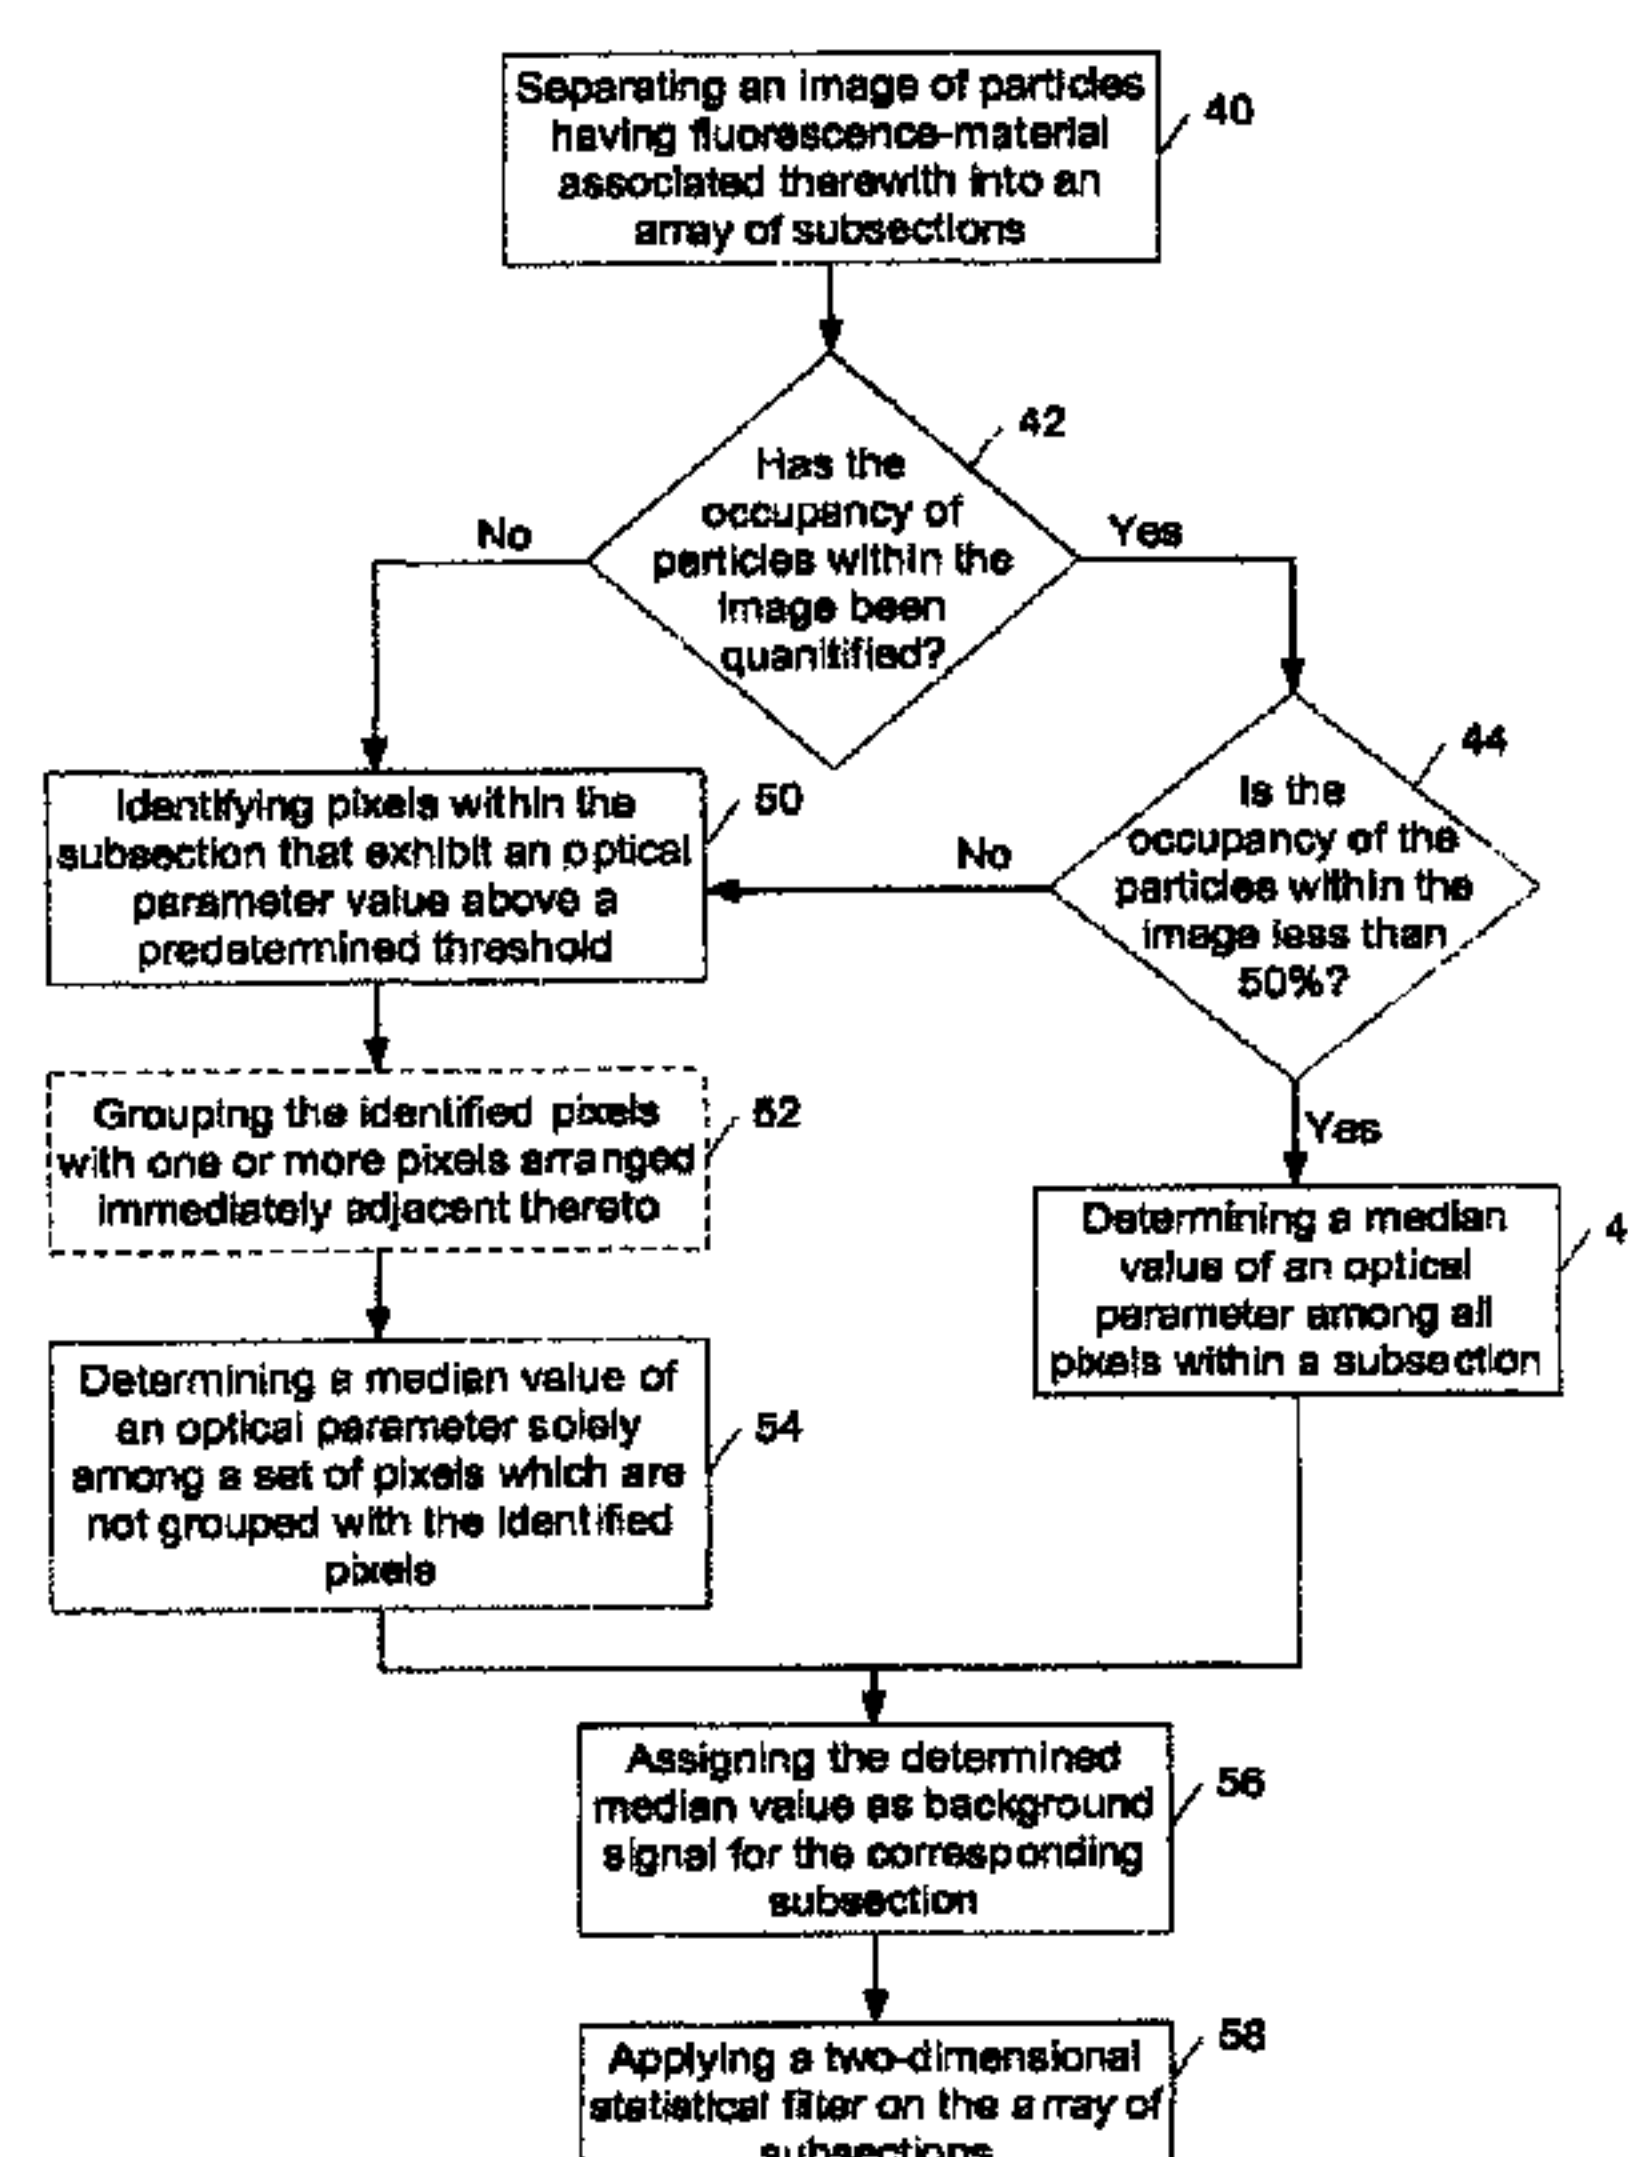 Separating an image of particles
having fluorescence-material
associated therewith into an
array of subsections
40
42
Has the
occupancy of
particles within the
image been
quanitified?
No
Yes
44
Is the
occupancy of the
particles within the
image less than
50%?
No
Yes
Identifying pixels within the
subsection that exhibit an optical
parameter value above a
predetermined threshold
50
Grouping the identified pixels
with one or more pixels arranged
immediately adjacent thereto
52
Determining a median
value of an optical
parameter among all
pixels within a subsection
4
Determining a median value of
an optical parameter solely
among a set of pixels which are
not grouped with the identified
pixels
54
Assigning the determined
median value as background
signal for the corresponding
subsection
56
Applying a two-dimensional
statistical filter on the array of
subsections
58